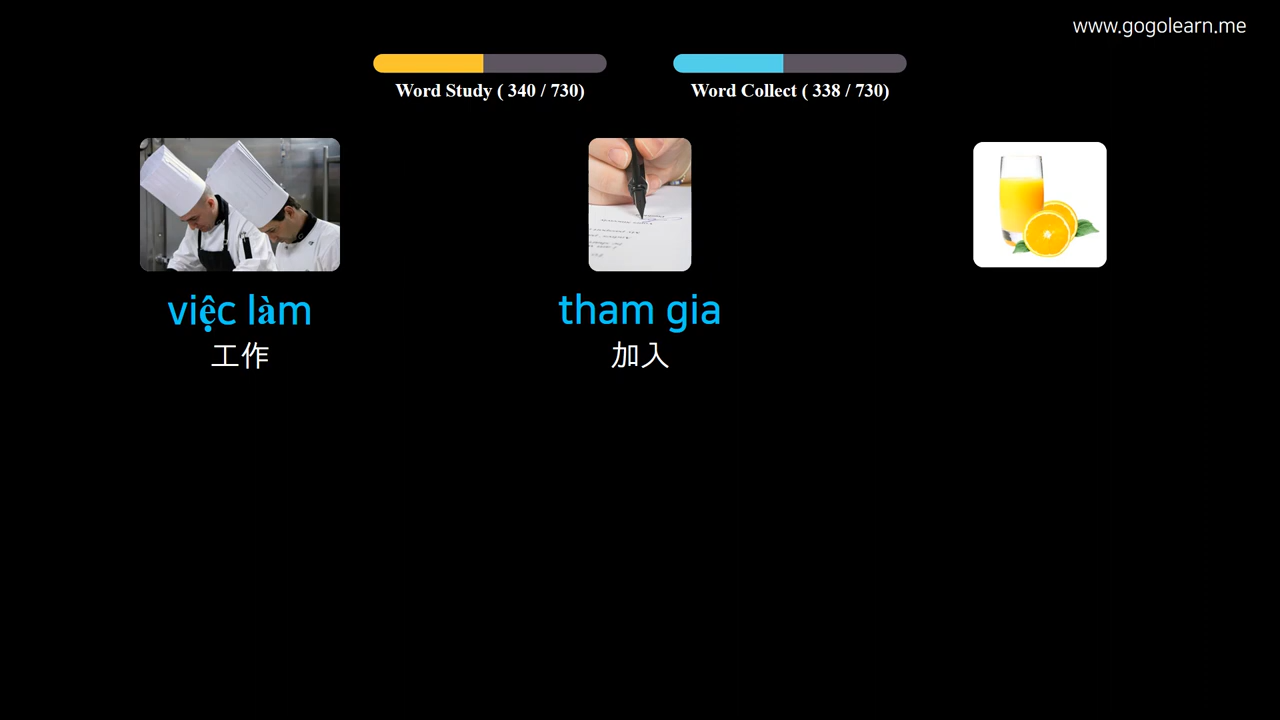 www.gogolearn.me
Word Study ( 340 / 730)
Word Collect ( 338 / 730)
việc làm
工作
tham gia
加入